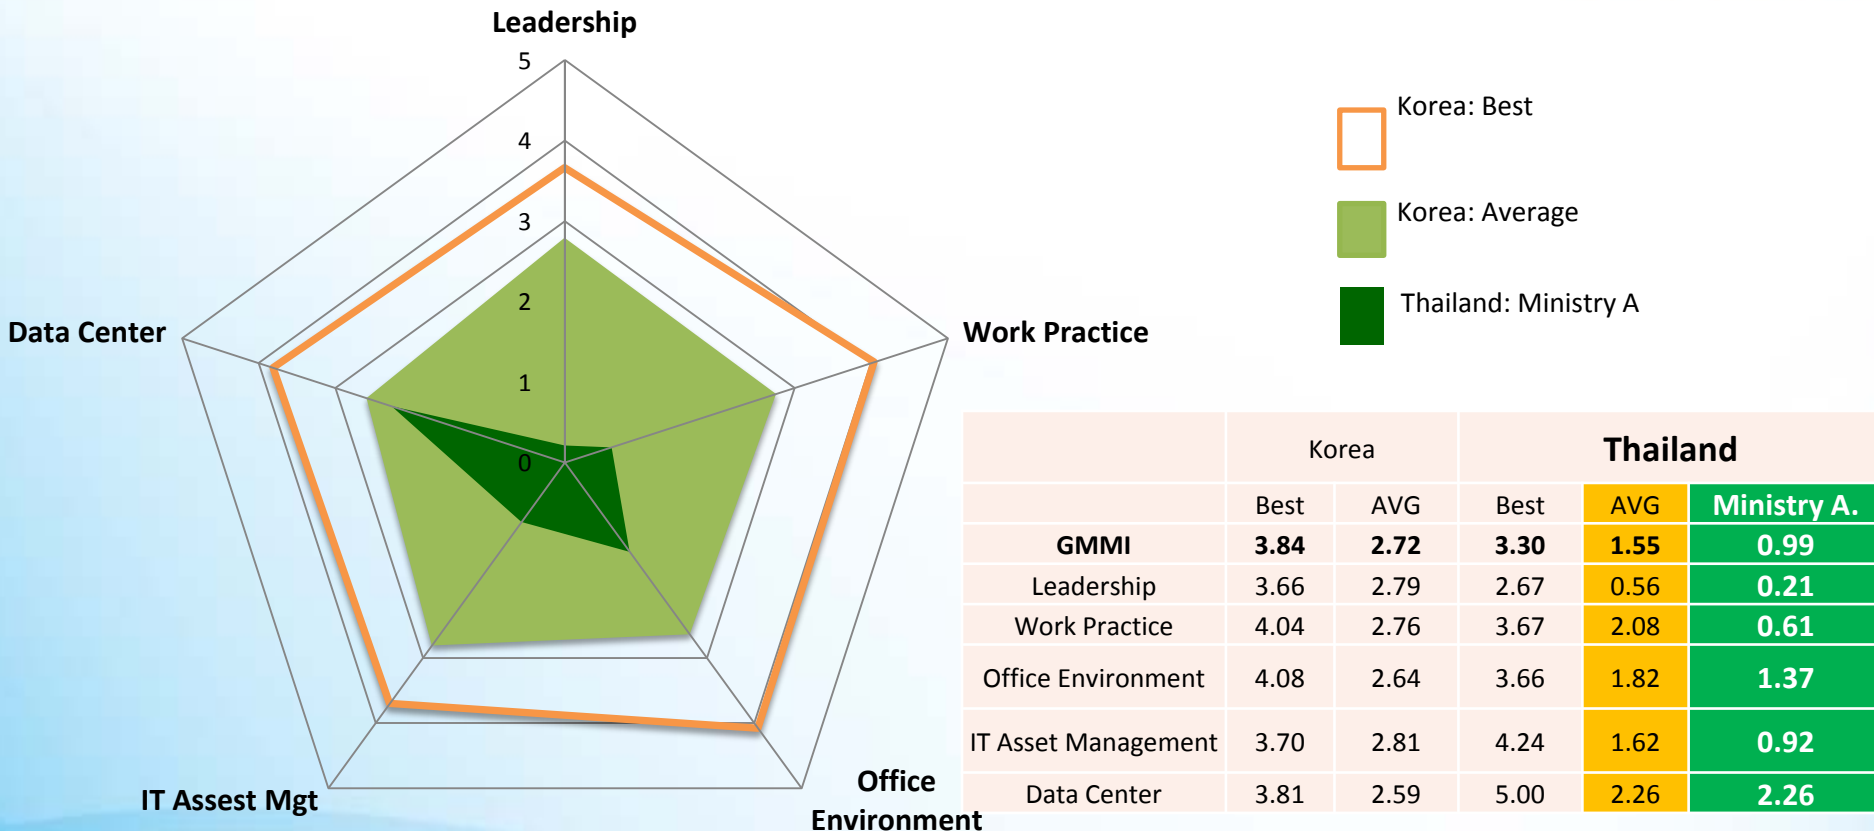 Leadership
5
4
3
2
1
0
Data Center
Work Practice
IT Assest Mgt
Office
Environment
Korea: Best
Korea: Average
Thailand: Ministry A
Korea Thailand
Best AVG Best AVG Ministry A.
GMMI 3.84 2.72 3.30 1.55 0.99
Leadership 3.66 2.79 2.67 0.56 0.21
Work Practice 4.04 2.76 3.67 2.08 0.61
Office Environment 4.08 2.64 3.66 1.82 1.37
IT Asset Management 3.70 2.81 4.24 1.62 0.92
Data Center 3.81 2.59 5.00 2.26 2.26